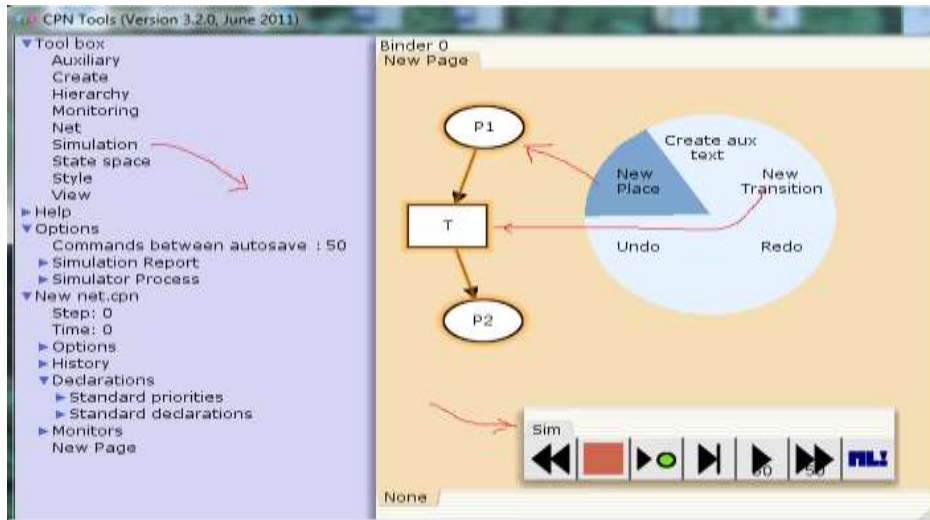 CPN Tools (Version 3.2.0, June 2011)
Tool box
Auxiliary
Create
Hierarchy
Monitoring
Net
Simulation
State space
Style
View
Help
Options
Commands between autosave : 50
Simulation Report
Simulator Process
New net.cpn
Step: 0
Time: 0
Options
History
Declarations
Standard priorities
Standard declarations
Monitors
New Page
Binder 0
New Page
P1
T
P2
Create aux
text
New
Place
New
Transition
Undo
Redo
Sim
50
50
ML!
None